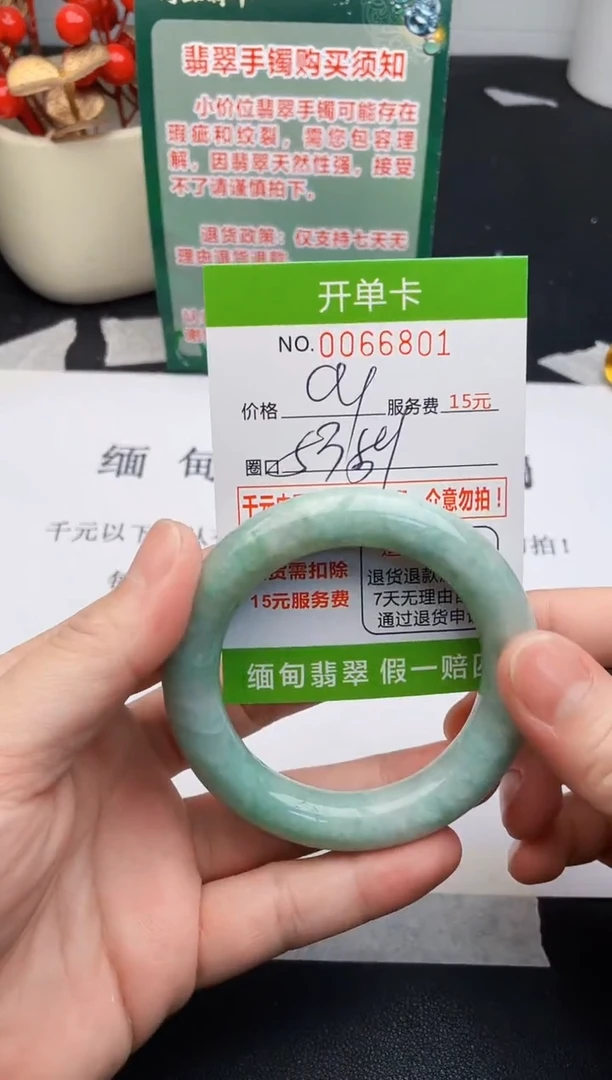 翡翠手镯购买须知
小价位翡翠手镯可能存在
瑕疵和纹裂，需您包容理
解，因翡翠天然性强，接受
不了请谨慎拍下。
退货政策：仅支持七天无
理由退货退款
开单卡
NO.0066801
价格
服务费 15元
圈口 53/54
千元 介意勿拍！
缅甸
千元以下 拍！
货需扣除
15元服务费
退货退款
7天无理由
通过退货申
缅甸翡翠 假一赔